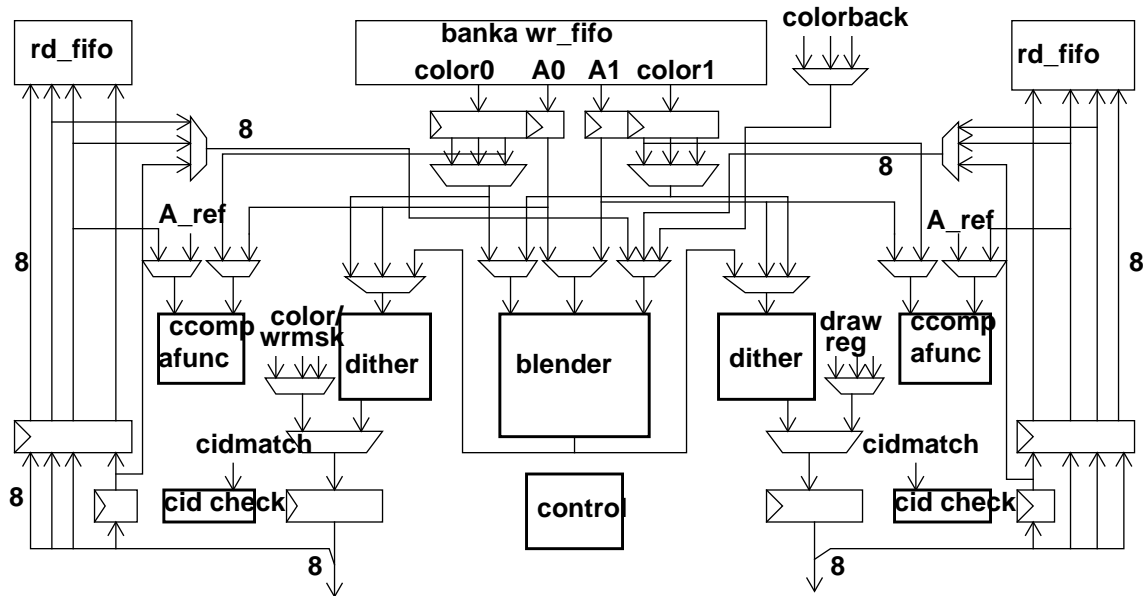 colorback
rd_fifo
banka wr_fifo
rd_fifo
color0 A0 A1 color1
8
8
A_ref
A_ref
8
8
color/
wrmsk
draw
reg
ccomp
afunc
dither
blender
dither
ccomp
afunc
cidmatch
cidmatch
8
cid check
control
cid check
8
8